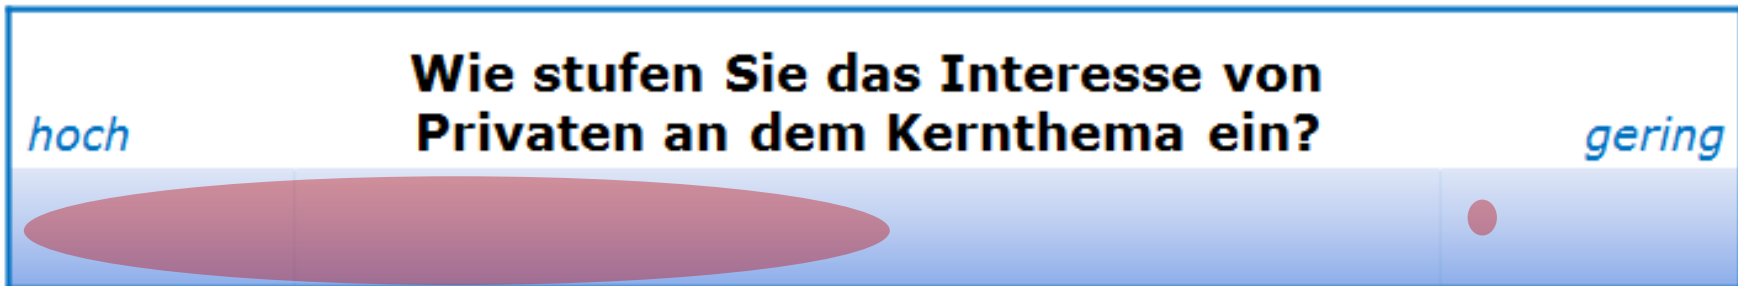 Wie stufen Sie das Interesse von
Privaten an dem Kernthema ein?
hoch
gering